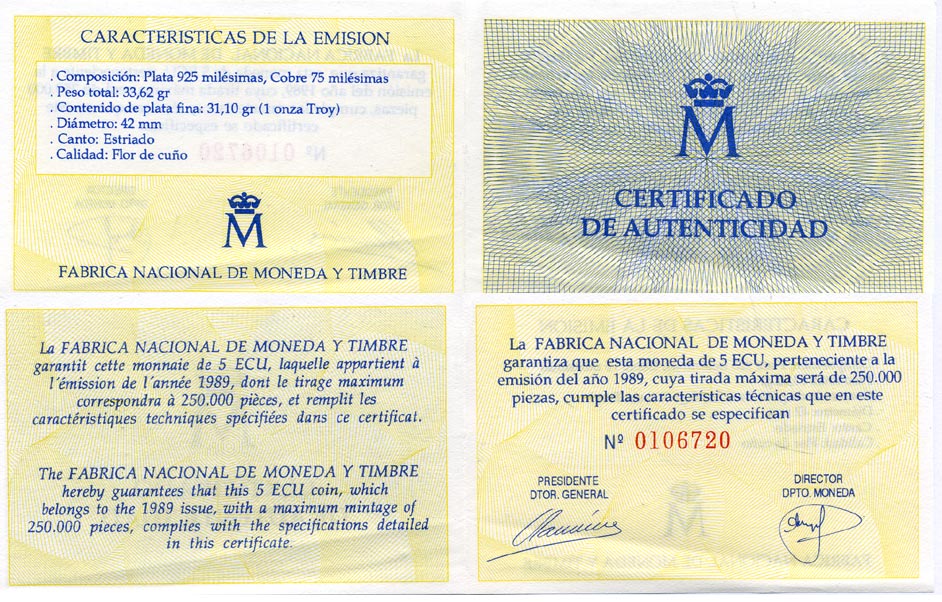 CARACTERISTICAS DE LA EMISION
. Composición: Plata 925 milésimas, Cobre 75 milésimas
. Peso total: 33,62 gr
. Contenido de plata fina: 31,10 gr (1 onza Troy)
. Diámetro: 42 mm
. Canto: Estriado
. Calidad: Flor de cuño
M
FABRICA NACIONAL DE MONEDA Y TIMBRE
M
CERTIFICADO
DE AUTENTICIDAD
La FABRICA NACIONAL DE MONEDA Y TIMBRE
garantit cette monnaie de 5 ECU, laquelle appartient à
l'émission de l'année 1989, dont le tirage maximum
correspondra à 250.000 pièces, et remplit les
caractéristiques techniques spécifiées dans ce certificat.
The FABRICA NACIONAL DE MONEDA Y TIMBRE
hereby guarantees that this 5 ECU coin, which
belongs to the 1989 issue, with a maximum mintage of
250.000 pieces, complies with the specifications detailed
in this certificate.
La FABRICA NACIONAL DE MONEDA Y TIMBRE
garantiza que esta moneda de 5 ECU, perteneciente a la
emisión del año 1989, cuya tirada máxima será de 250.000
piezas, cumple las características técnicas que en este
certificado se especifican
Nº 0106720
PRESIDENTE
DTOR. GENERAL
DIRECTOR
DPTO. MONEDA